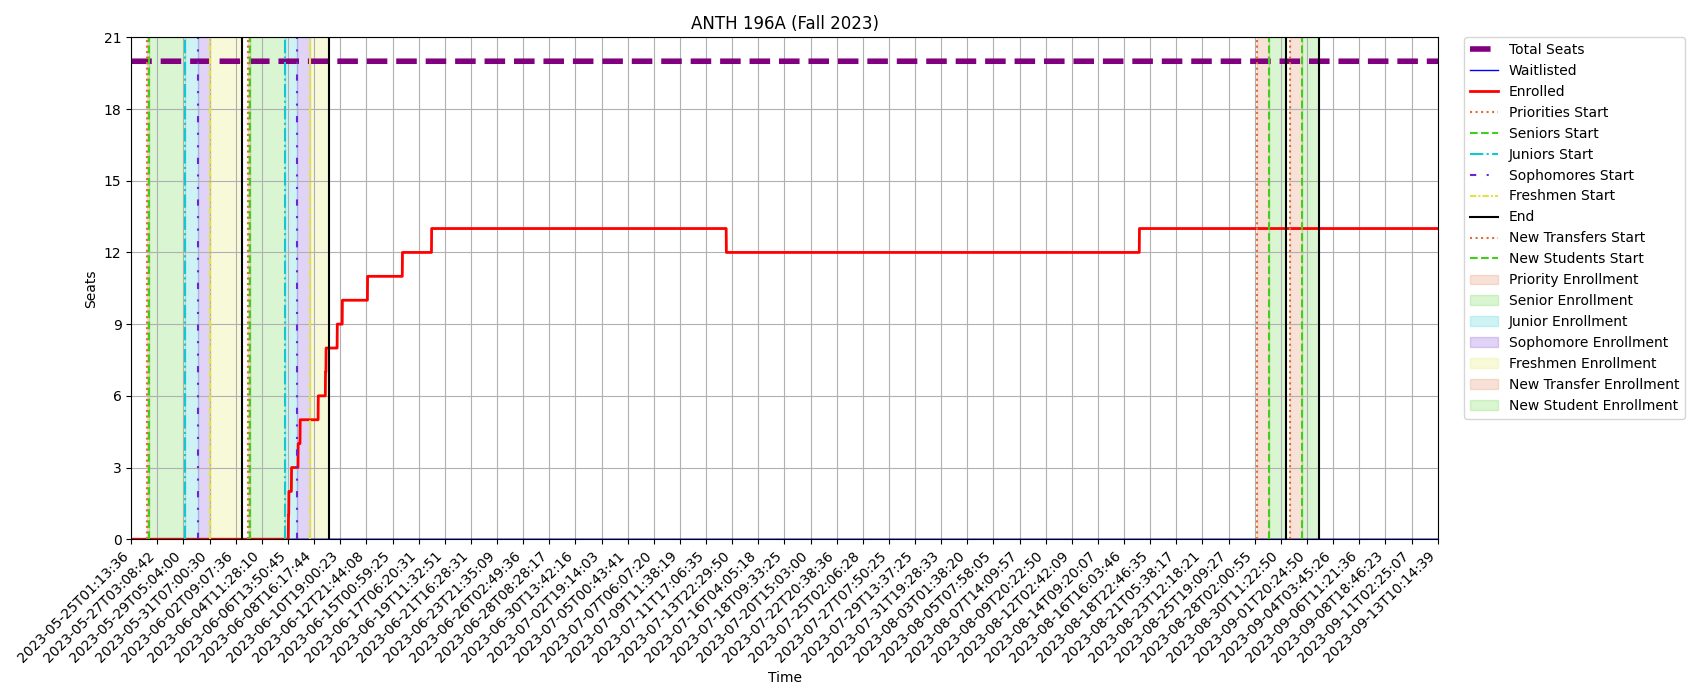 ANTH 196A (Fall 2023)
21
18
15
12
9
6
3
0
Seats
2023-05-25T01:13:36
2023-05-27T03:08:42
2023-05-29T05:04:00
2023-05-31T07:00:30
2023-06-02T09:07:36
2023-06-04T11:28:10
2023-06-06T13:50:45
2023-06-08T16:17:44
2023-06-10T19:00:23
2023-06-12T21:44:08
2023-06-15T00:59:25
2023-06-17T06:20:31
2023-06-19T11:32:51
2023-06-21T16:28:31
2023-06-23T21:35:09
2023-06-26T02:49:36
2023-06-28T08:28:17
2023-06-30T13:42:16
2023-07-02T19:14:03
2023-07-05T00:43:41
2023-07-07T06:07:20
2023-07-09T11:38:19
2023-07-11T17:06:35
2023-07-13T22:29:50
2023-07-16T04:05:18
2023-07-18T09:33:25
2023-07-20T15:03:00
2023-07-22T20:38:36
2023-07-25T02:06:28
2023-07-27T07:50:25
2023-07-29T13:37:25
2023-07-31T19:28:33
2023-08-03T01:38:20
2023-08-05T07:58:05
2023-08-07T14:09:57
2023-08-09T20:22:50
2023-08-12T02:42:09
2023-08-14T09:20:07
2023-08-16T16:03:46
2023-08-18T22:46:35
2023-08-21T05:38:17
2023-08-23T12:18:21
2023-08-25T19:09:27
2023-08-28T02:00:55
2023-08-30T11:22:50
2023-09-01T20:24:50
2023-09-04T03:45:26
2023-09-06T11:21:36
2023-09-08T18:46:23
2023-09-11T02:25:07
2023-09-13T10:14:39
Time
Total Seats
Waitlisted
Enrolled
Priorities Start
Seniors Start
Juniors Start
Sophomores Start
Freshmen Start
End
New Transfers Start
New Students Start
Priority Enrollment
Senior Enrollment
Junior Enrollment
Sophomore Enrollment
Freshmen Enrollment
New Transfer Enrollment
New Student Enrollment